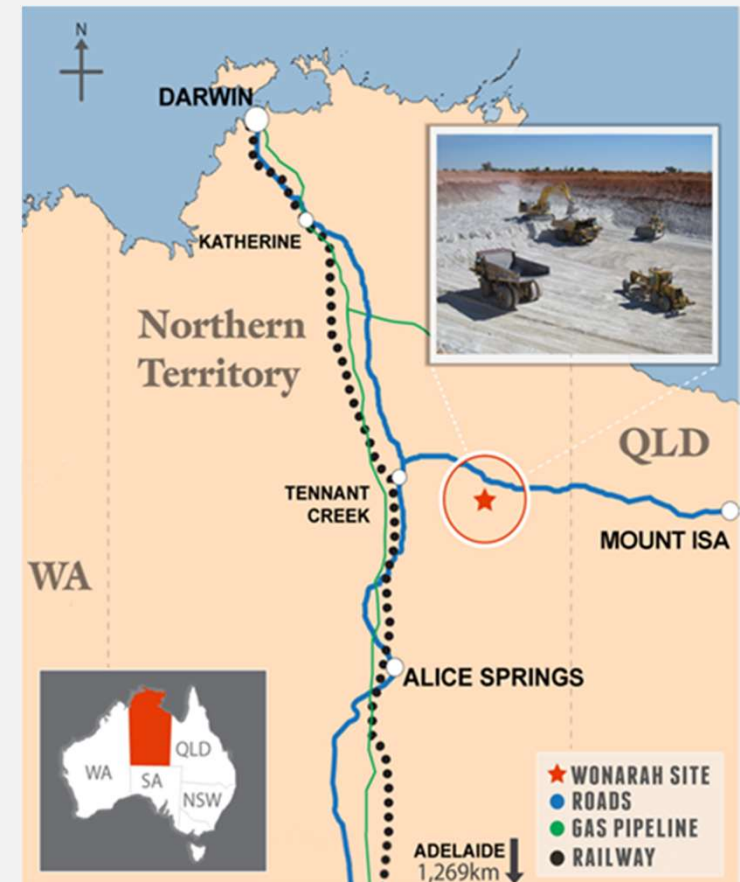 N
DARWIN
KATHERINE
Northern
Territory
QLD
TENNANT
CREEK
MOUNT ISA
WA
ALICE SPRINGS
WA
QLD
SA
NSW
WONARAH SITE
ROADS
GAS PIPELINE
RAILWAY
ADELAIDE
1,269km